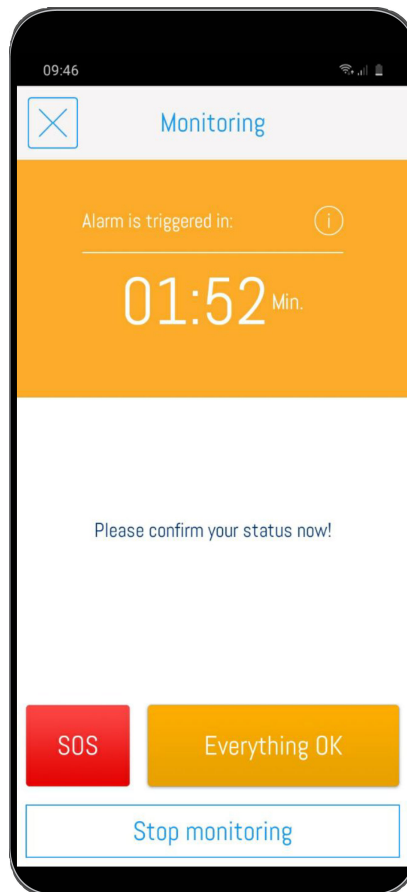 09:46
Monitoring
Alarm is triggered in:
i
01:52 Min.
Please confirm your status now!
SOS
Everything OK
Stop monitoring